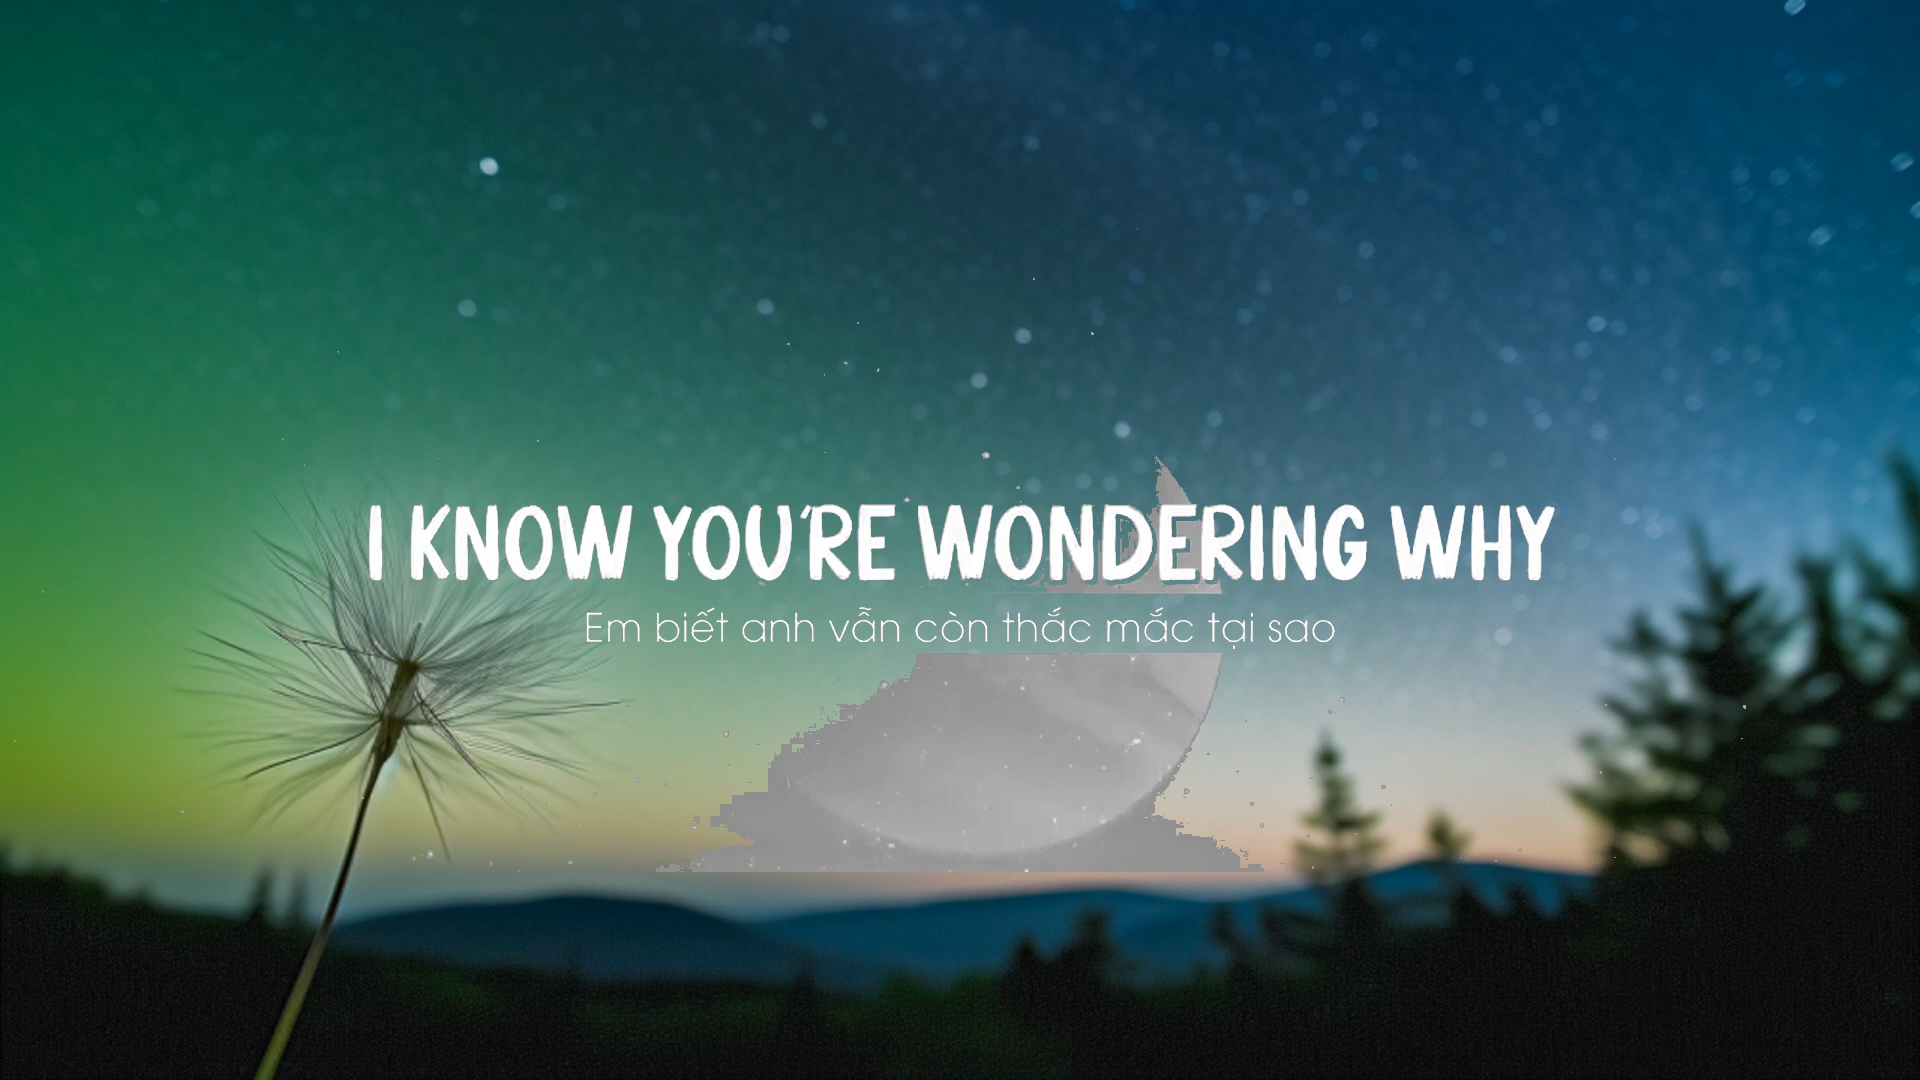 I KNOW YOU'RE WONDERING WHY
Em biết anh vẫn còn thắc mắc tại sao